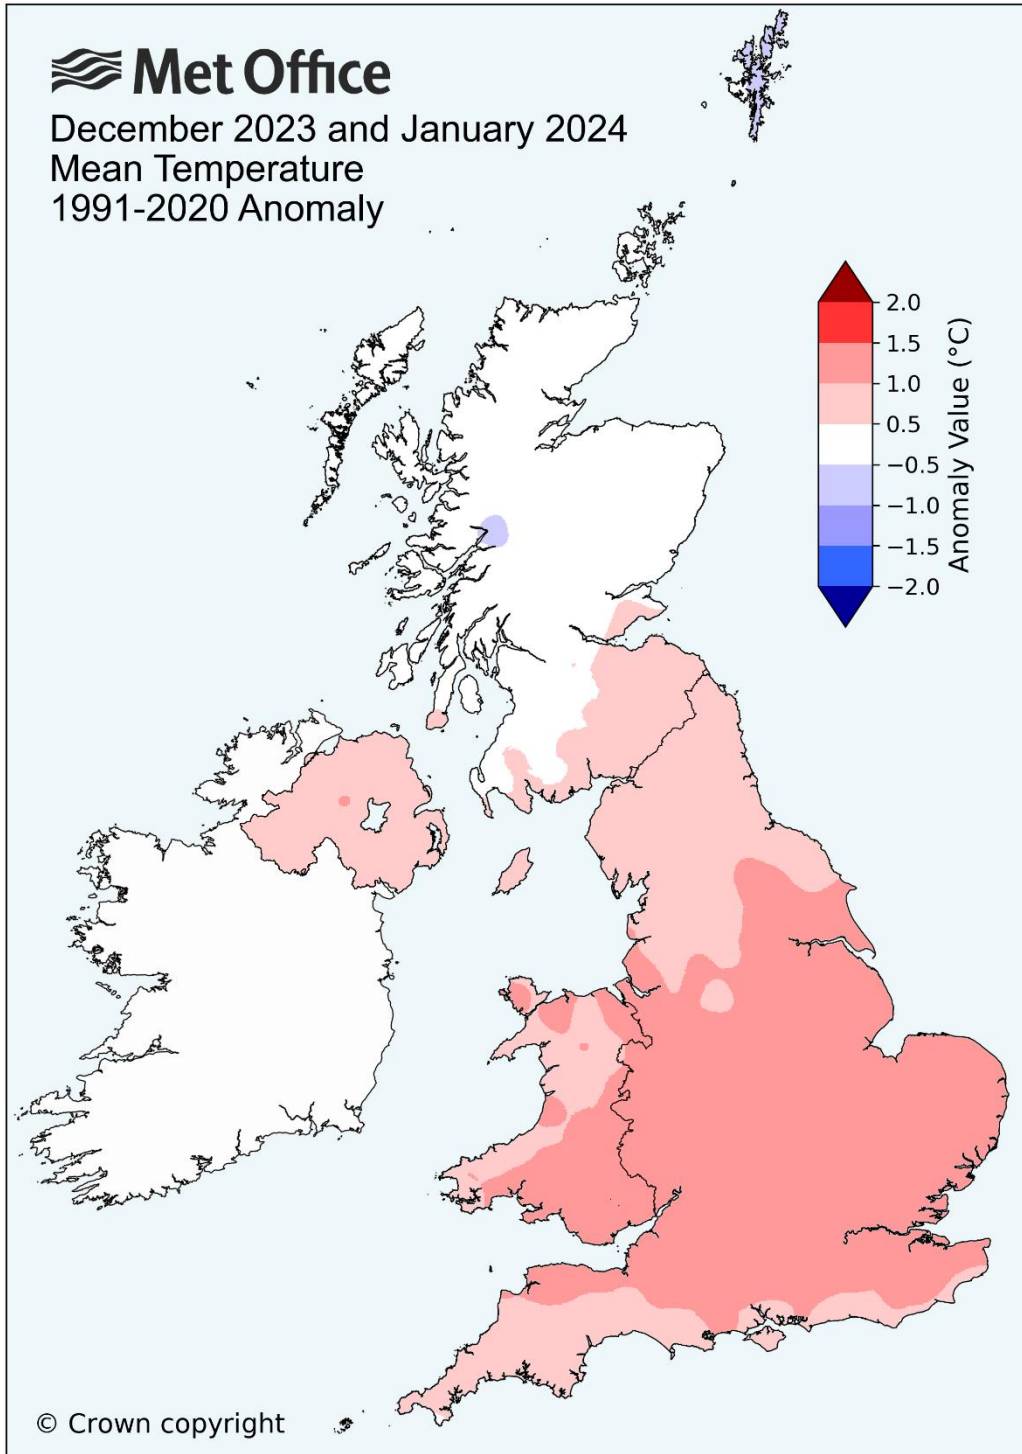 Met Office
December 2023 and January 2024
Mean Temperature
1991-2020 Anomaly
2.0
1.5
1.0
0.5
−0.5
−1.0
−1.5
−2.0
Anomaly Value (°C)
© Crown copyright